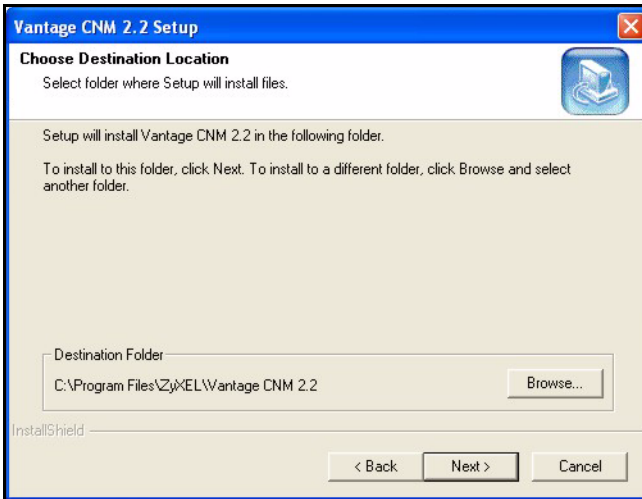 Vantage CNM 2.2 Setup
Choose Destination Location
Select folder where Setup will install files.
Setup will install Vantage CNM 2.2 in the following folder.
To install to this folder, click Next. To install to a different folder, click Browse and select
another folder.
Destination Folder
C:\Program Files\ZyXEL\Vantage CNM 2.2
Browse...
InstallShield
< Back
Next >
Cancel